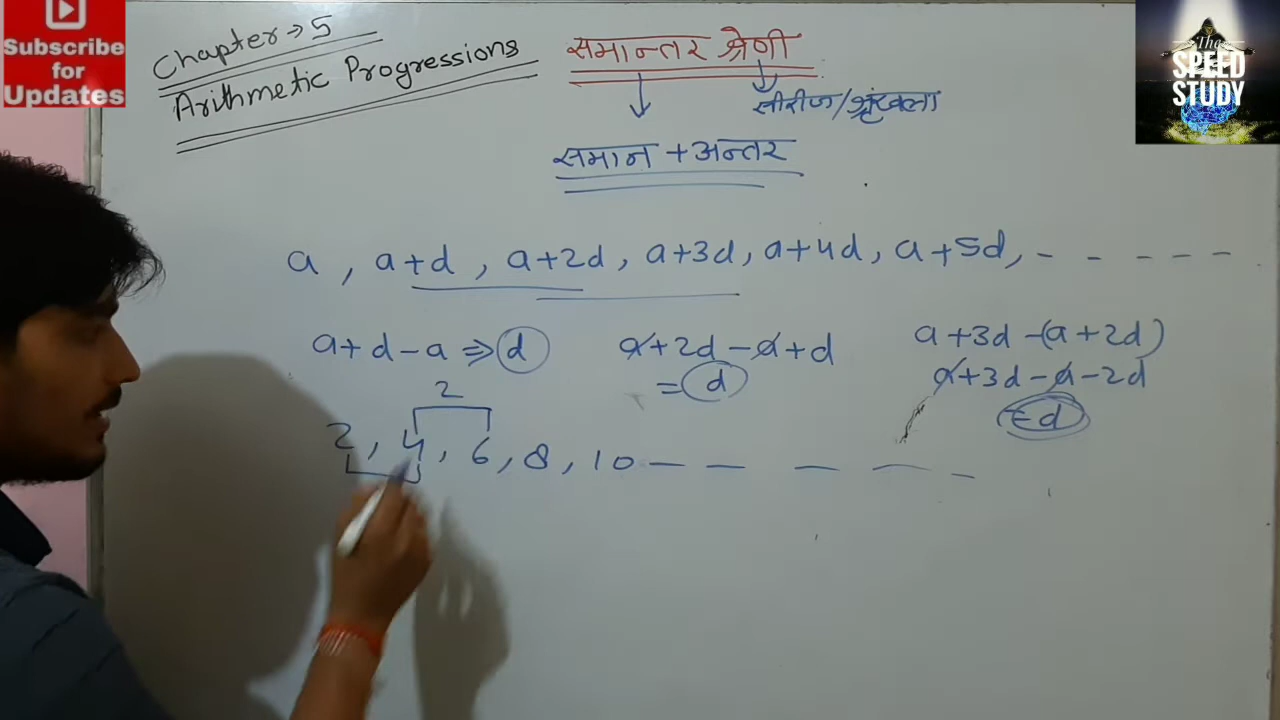 Subscribe
for
Updates
Chapter → 5
Arithmetic Progressions
समान्तर श्रेणी
सीरीज/श्रृंखला
समान + अन्तर
The
SPEED
STUDY
a , a+d , a+2d , a+3d, a+4d, a+5d, - - - - - -
a+d-a ⇒ d
a+2d-a+d
= d
a+3d-(a+2d)
a+3d-a-2d
= d
2
2, 4, 6, 8, 10 — — — — —